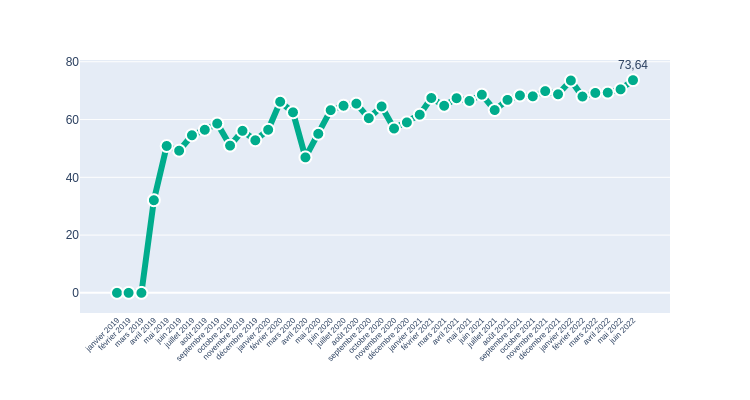 80
60
40
20
0
73,64
janvier 2019
février 2019
mars 2019
avril 2019
mai 2019
juin 2019
juillet 2019
août 2019
septembre 2019
octobre 2019
novembre 2019
décembre 2019
janvier 2020
février 2020
mars 2020
avril 2020
mai 2020
juin 2020
juillet 2020
août 2020
septembre 2020
octobre 2020
novembre 2020
décembre 2020
janvier 2021
février 2021
mars 2021
avril 2021
mai 2021
juin 2021
juillet 2021
août 2021
septembre 2021
octobre 2021
novembre 2021
décembre 2021
janvier 2022
février 2022
mars 2022
avril 2022
mai 2022
juin 2022